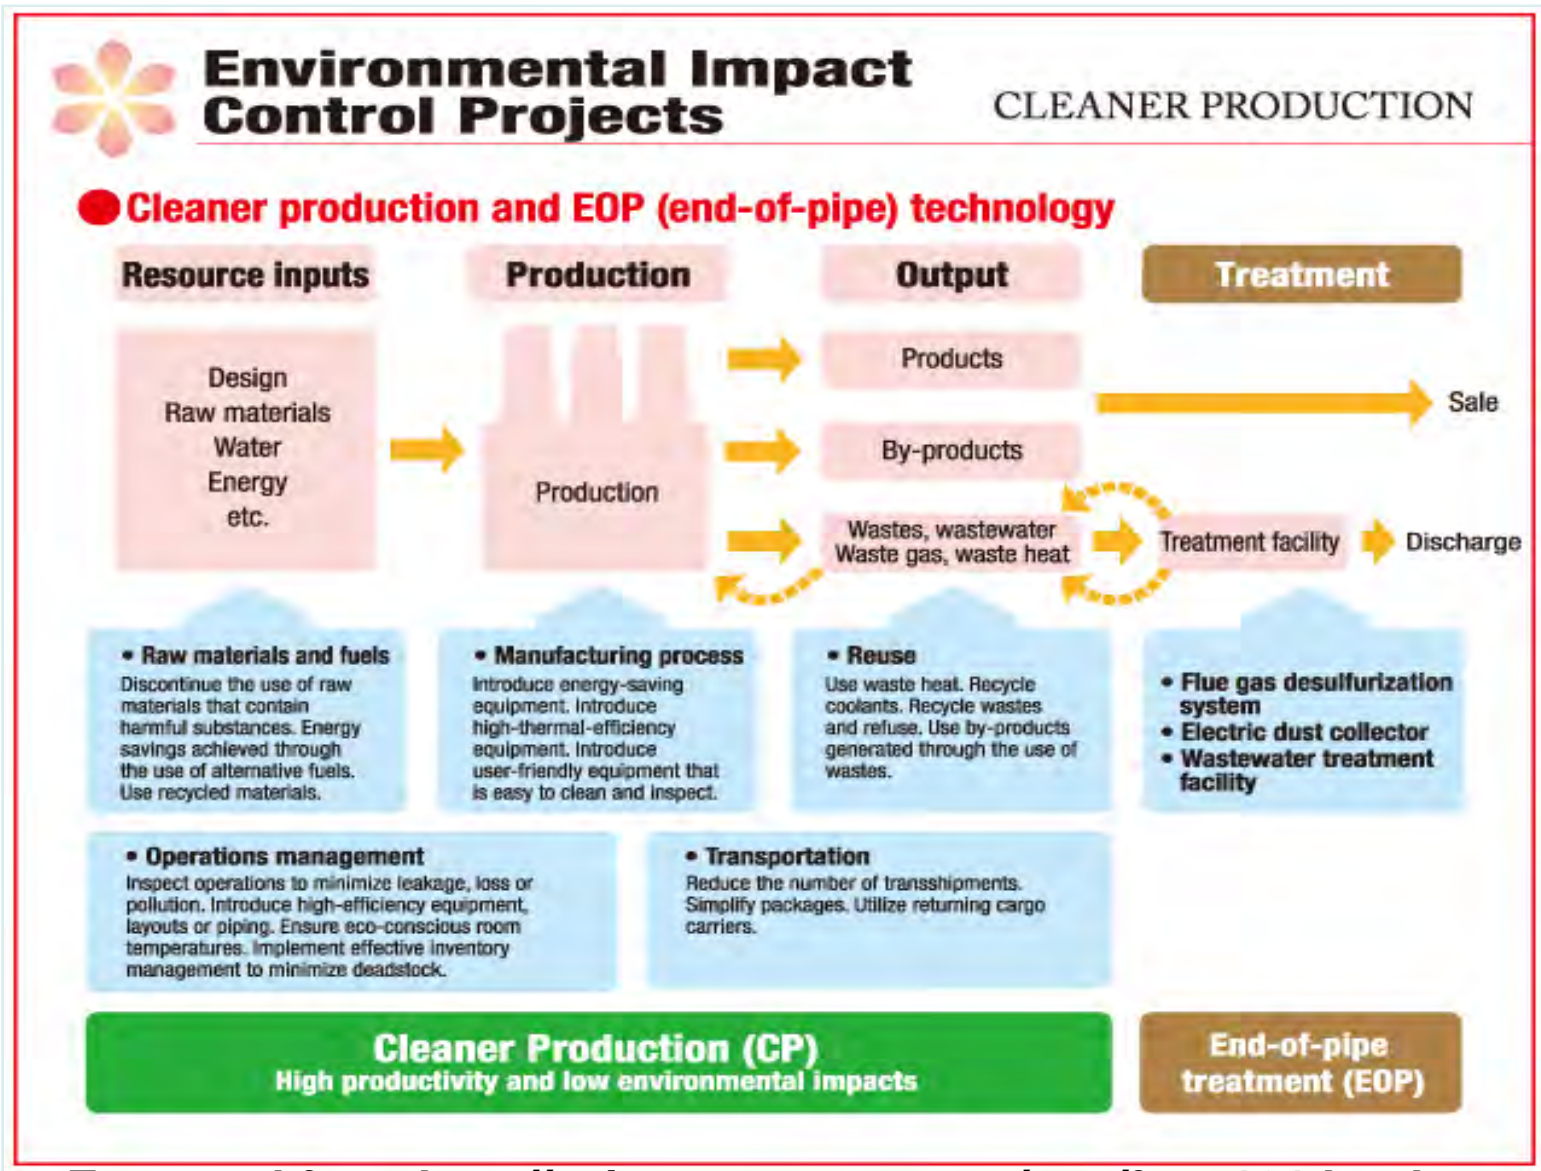 Environmental Impact
Control Projects
CLEANER PRODUCTION
Cleaner production and EOP (end-of-pipe) technology
Resource inputs
Production
Output
Treatment
Design
Raw materials
Water
Energy
etc.
Production
Products
By-products
Wastes, wastewater
Waste gas, waste heat
Treatment facility
Sale
Discharge
• Raw materials and fuels
Discontinue the use of raw
materials that contain
harmful substances. Energy
savings achieved through
the use of alternative fuels.
Use recycled materials.
• Manufacturing process
Introduce energy-saving
equipment. Introduce
high-thermal-efficiency
equipment. Introduce
user-friendly equipment that
is easy to clean and inspect.
• Reuse
Use waste heat. Recycle
coolants. Recycle wastes
and refuse. Use by-products
generated through the use of
wastes.
• Flue gas desulfurization
system
• Electric dust collector
• Wastewater treatment
facility
• Operations management
Inspect operations to minimize leakage, loss or
pollution. Introduce high-efficiency equipment,
layouts or piping. Ensure eco-conscious room
temperatures. Implement effective inventory
management to minimize deadstock.
• Transportation
Reduce the number of transshipments.
Simplify packages. Utilize returning cargo
carriers.
Cleaner Production (CP)
High productivity and low environmental impacts
End-of-pipe
treatment (EOP)